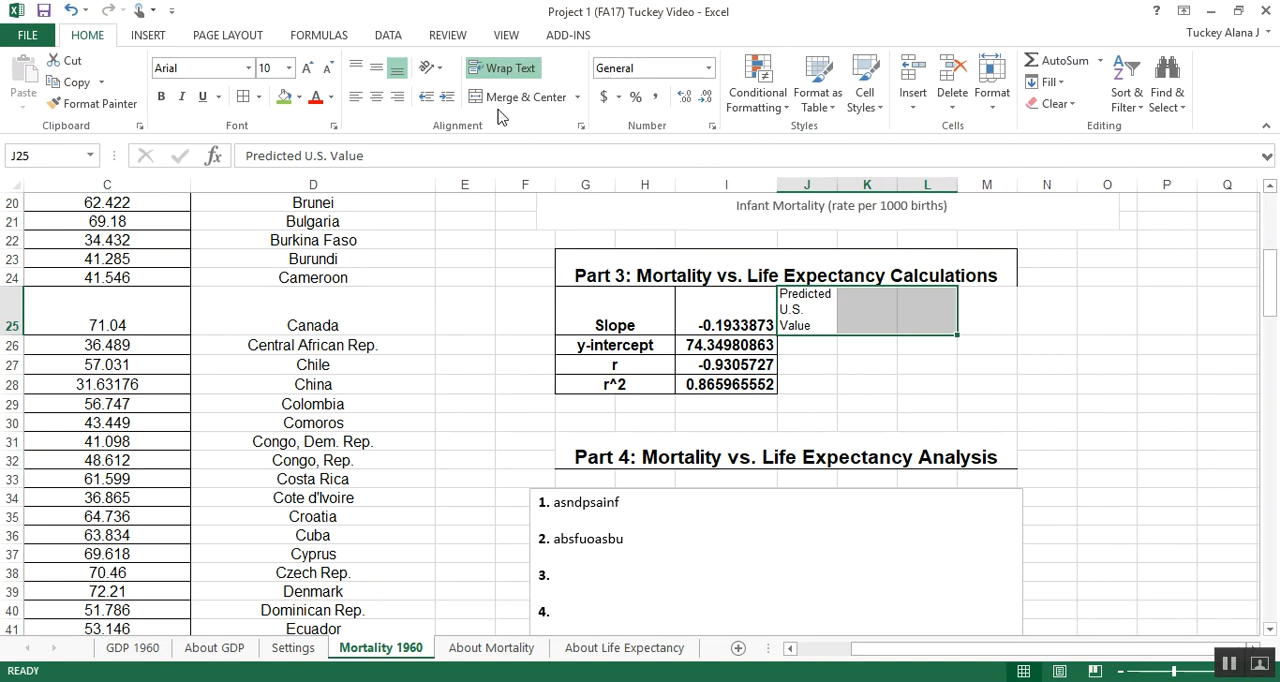 Project 1 (FA17) Tuckey Video - Excel
?
FILE HOME INSERT PAGE LAYOUT FORMULAS DATA REVIEW VIEW ADD-INS Tuckey Alana J
Paste
Cut
Copy
Format Painter
Clipboard
Arial 10 A A
B I U A
Font
Wrap Text
Merge & Center
Alignment
General
$ % , .00
Number
Conditional Formatting
Format as Table
Cell Styles
Styles
Insert Delete Format
Cells
AutoSum
Fill
Clear
Sort & Filter
Find & Select
Editing
J25 fx Predicted U.S. Value
C D E F G H I J K L M N O P Q
Infant Mortality (rate per 1000 births)
20 62.422 Brunei
21 69.18 Bulgaria
22 34.432 Burkina Faso
23 41.285 Burundi
24 41.546 Cameroon
25 71.04 Canada
26 36.489 Central African Rep.
27 57.031 Chile
28 31.63176 China
29 56.747 Colombia
30 43.449 Comoros
31 41.098 Congo, Dem. Rep.
32 48.612 Congo, Rep.
33 61.599 Costa Rica
34 36.865 Cote d'Ivoire
35 64.736 Croatia
36 63.834 Cuba
37 69.618 Cyprus
38 70.46 Czech Rep.
39 72.21 Denmark
40 51.786 Dominican Rep.
41 53.146 Ecuador
Part 3: Mortality vs. Life Expectancy Calculations
Predicted
U.S.
Value
Slope -0.1933873
y-intercept 74.34980863
r -0.9305727
r^2 0.865965552
Part 4: Mortality vs. Life Expectancy Analysis
1. asndpsainf
2. absfuoasbu
3.
4.
GDP 1960 About GDP Settings Mortality 1960 About Mortality About Life Expectancy
READY